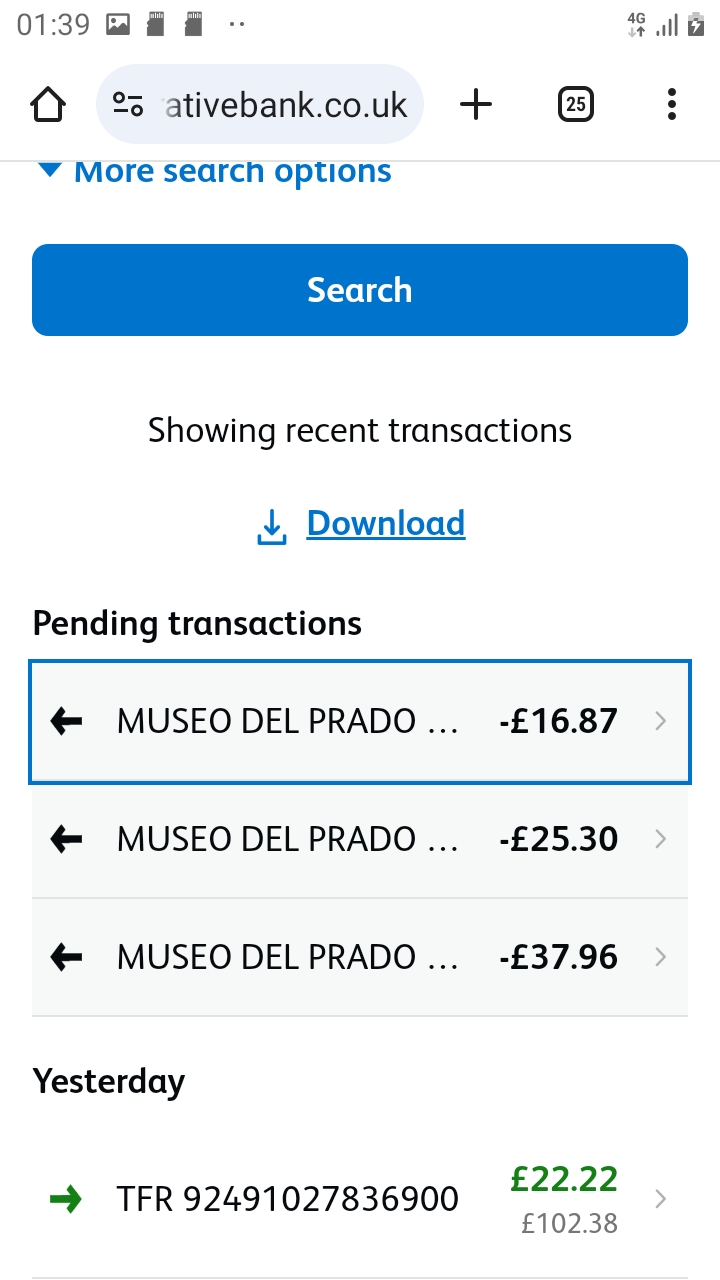 01:39
4G
ativebank.co.uk
25
More search options
Search
Showing recent transactions
Download
Pending transactions
MUSEO DEL PRADO ... -£16.87
MUSEO DEL PRADO ... -£25.30
MUSEO DEL PRADO ... -£37.96
Yesterday
TFR 92491027836900 £22.22
£102.38